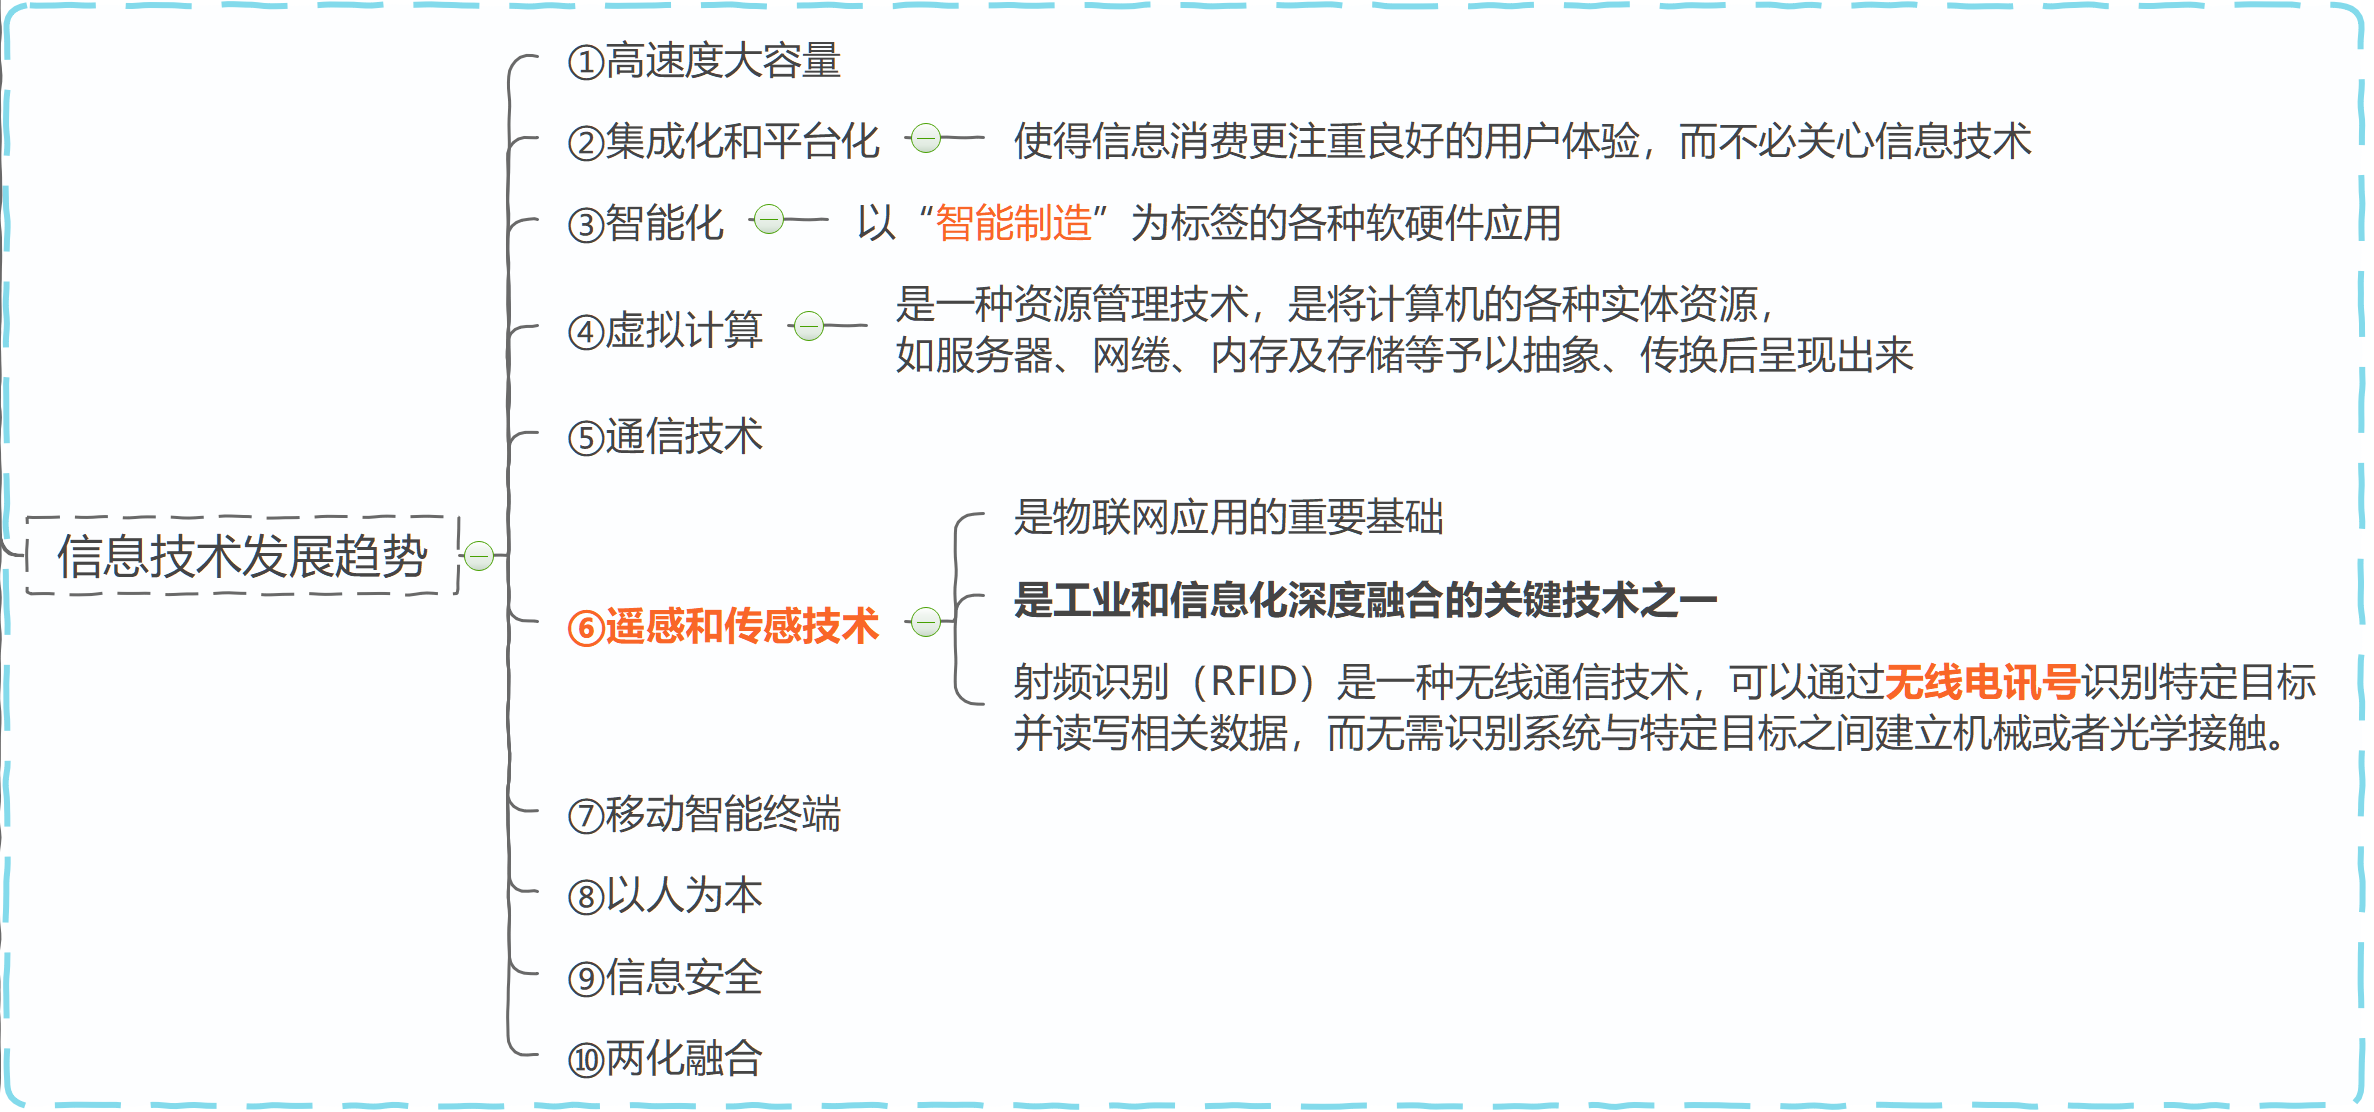 ①高速度大容量
②集成化和平台化
使得信息消费更注重良好的用户体验，而不必关心信息技术
③智能化
以“智能制造”为标签的各种软硬件应用
④虚拟计算
是一种资源管理技术，是将计算机的各种实体资源，
如服务器、网绻、内存及存储等予以抽象、传换后呈现出来
⑤通信技术
信息技术发展趋势
⑥遥感和传感技术
是物联网应用的重要基础
是工业和信息化深度融合的关键技术之一
射频识别（RFID）是一种无线通信技术，可以通过无线电讯号识别特定目标
并读写相关数据，而无需识别系统与特定目标之间建立机械或者光学接触。
⑦移动智能终端
⑧以人为本
⑨信息安全
⑩两化融合